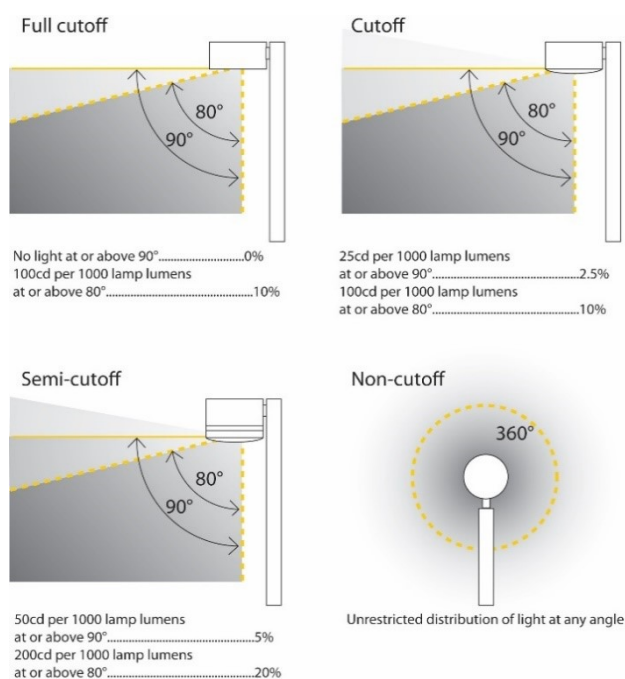 Full cutoff
80°
90°
No light at or above 90°............................0%
100cd per 1000 lamp lumens
at or above 80°................................................10%
Cutoff
80°
90°
25cd per 1000 lamp lumens
at or above 90°................................................2.5%
100cd per 1000 lamp lumens
at or above 80°................................................10%
Semi-cutoff
80°
90°
50cd per 1000 lamp lumens
at or above 90°................................................5%
200cd per 1000 lamp lumens
at or above 80°................................................20%
Non-cutoff
360°
Unrestricted distribution of light at any angle